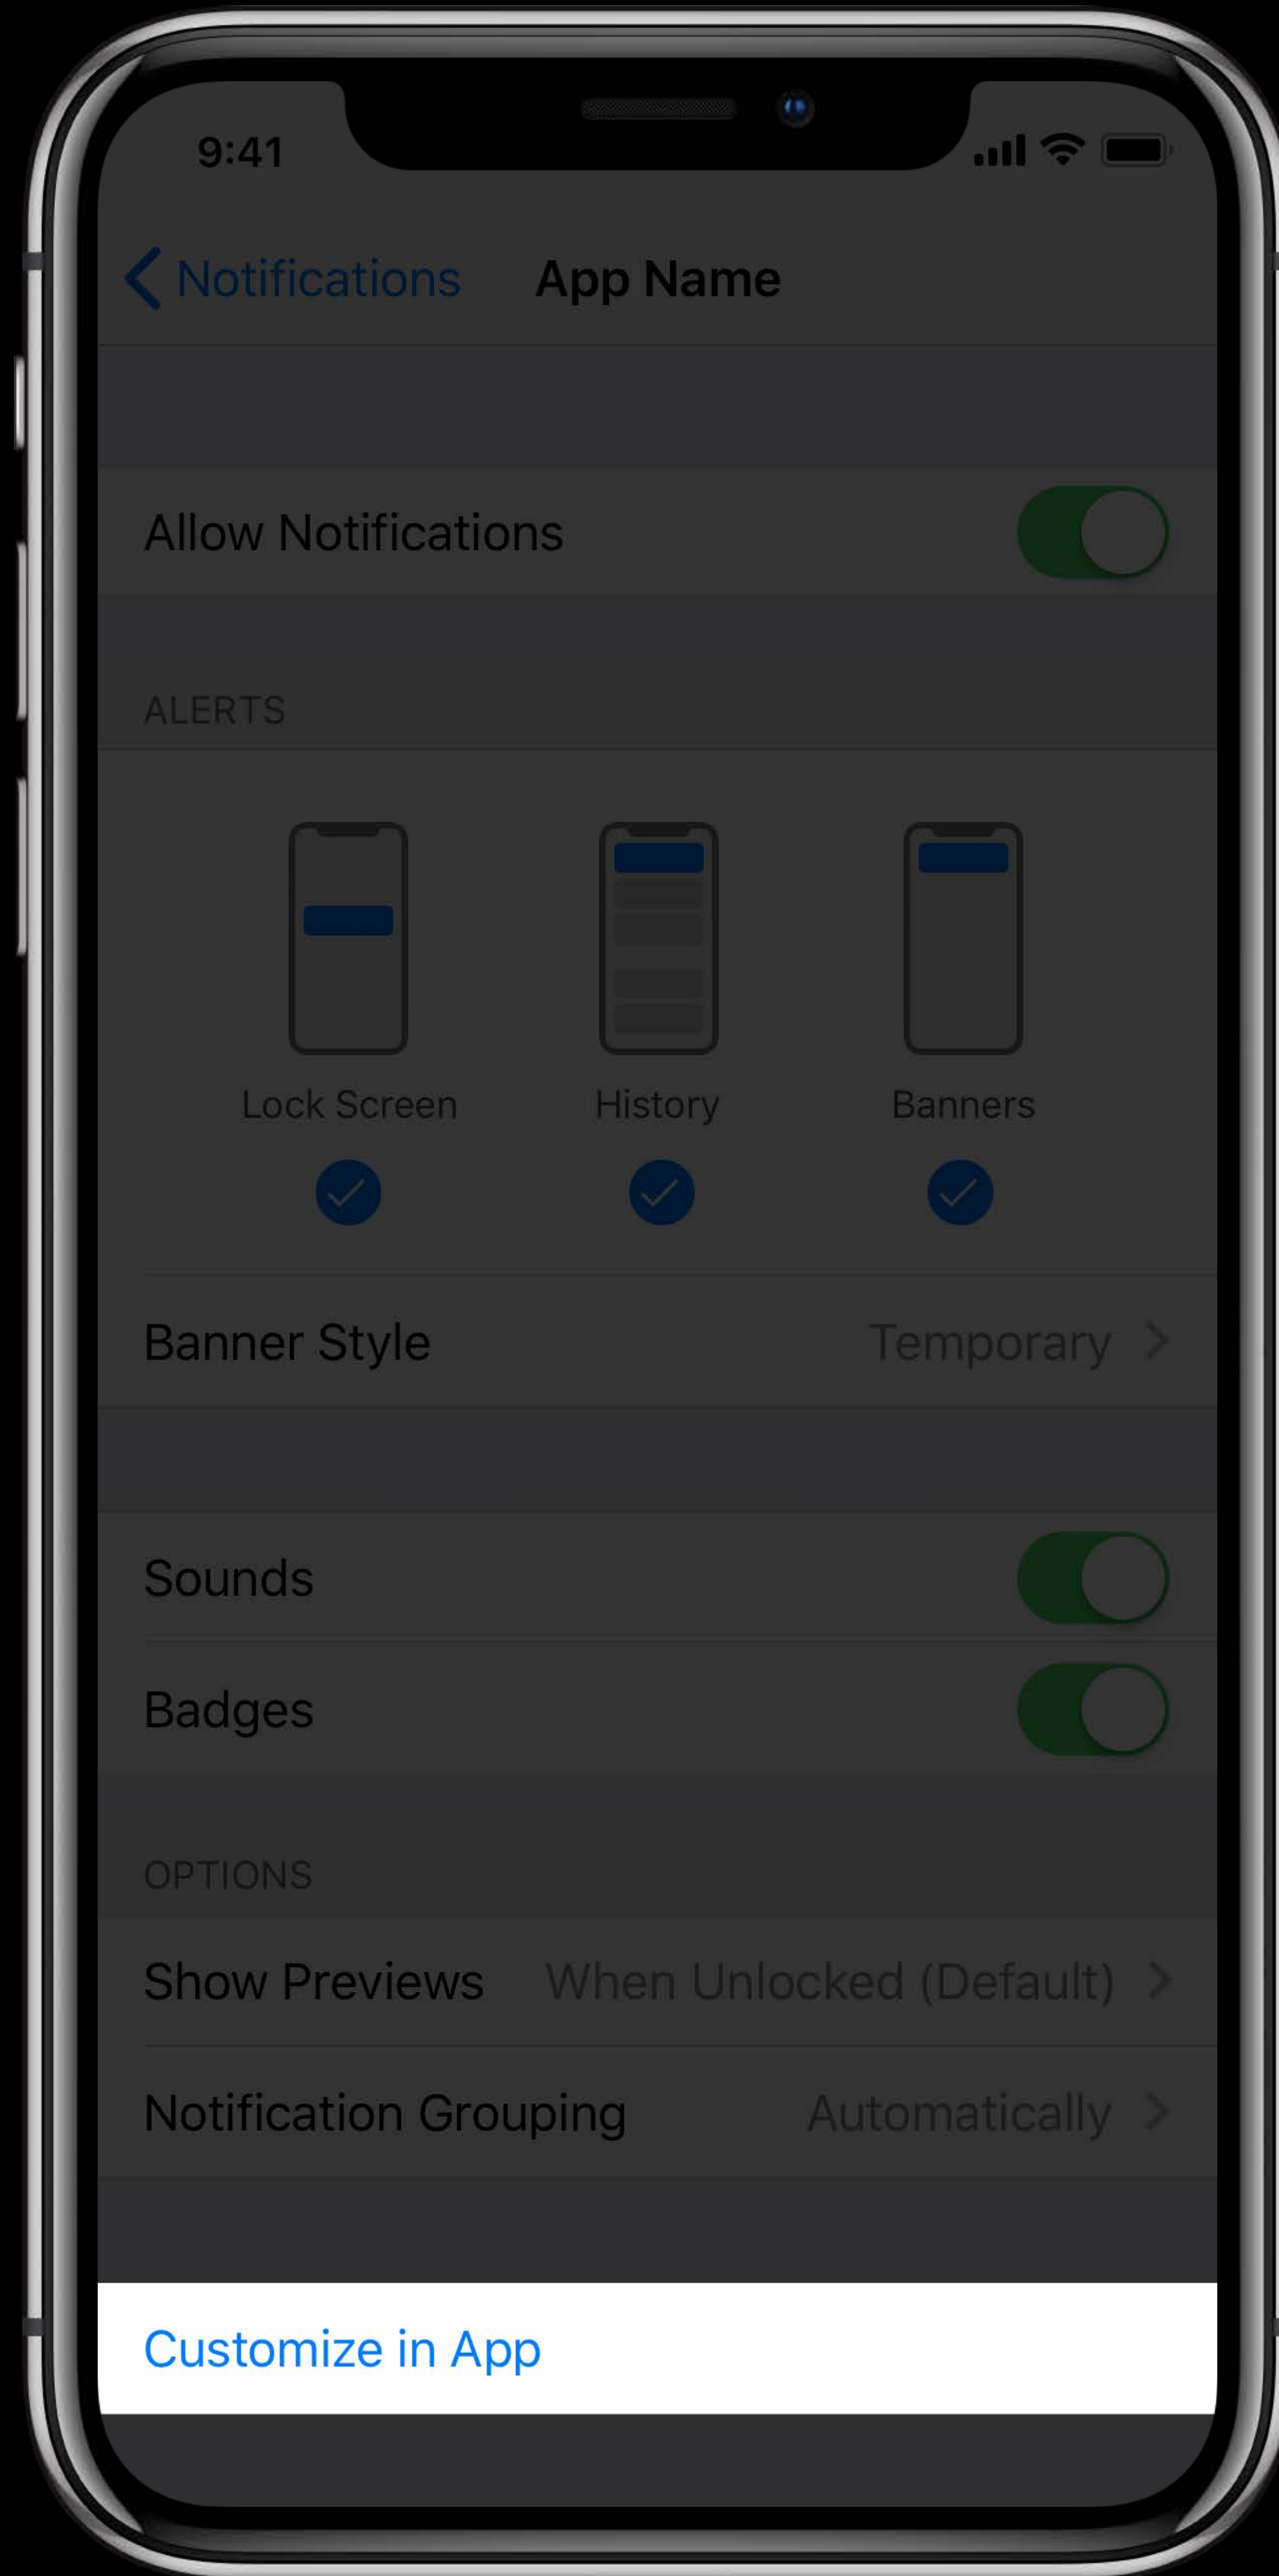 9:41
Notifications App Name
Allow Notifications
ALERTS
Lock Screen History Banners
Banner Style Temporary
Sounds
Badges
OPTIONS
Show Previews When Unlocked (Default)
Notification Grouping Automatically
Customize in App